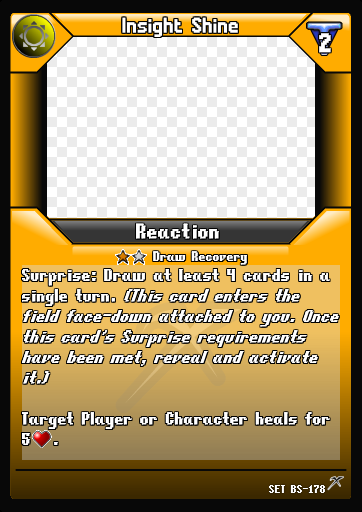 Insight Shine
2
Reaction
Draw Recovery
Surprise: Draw at least 4 cards in a
single turn. (This card enters the
field face-down attached to you. Once
this card's Surprise requirements
have been met, reveal and activate
it.)
Target Player or Character heals for
5❤.
SET BS-178